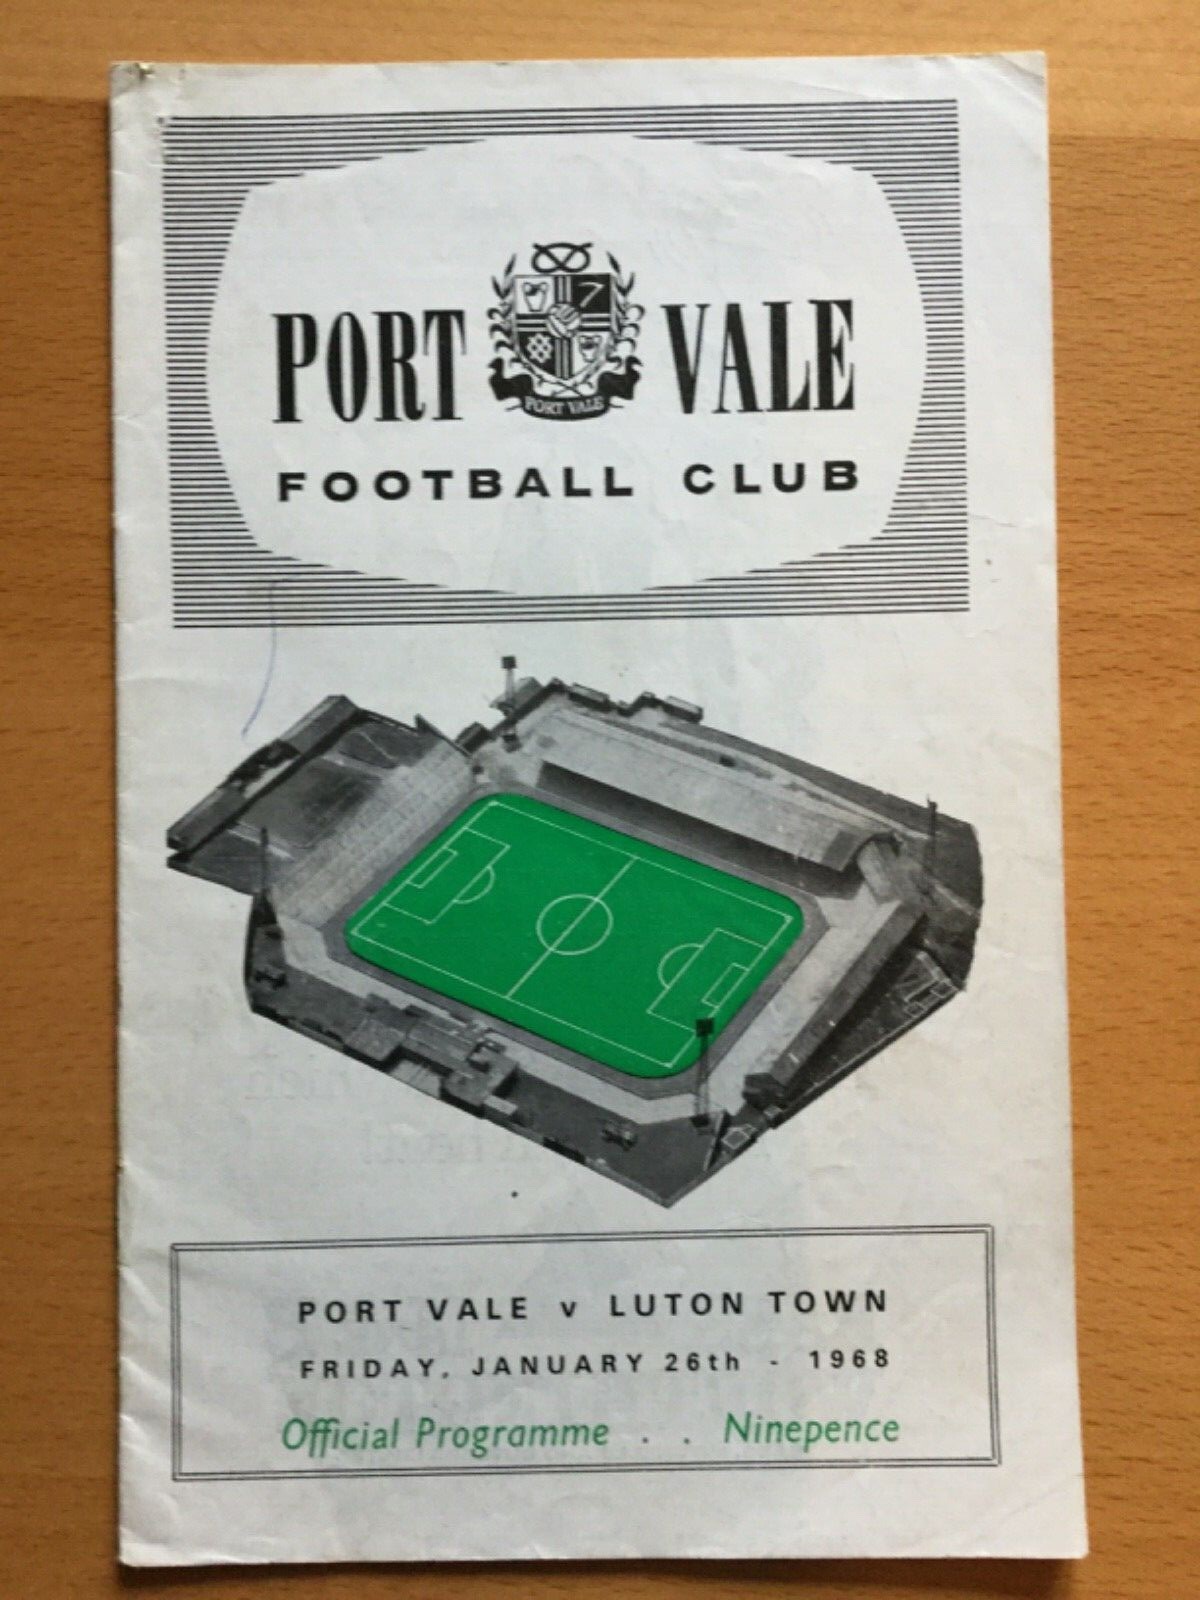 PORT VALE
PORT VALE
FOOTBALL CLUB
PORT VALE v LUTON TOWN
FRIDAY, JANUARY 26th - 1968
Official Programme . . Ninepence